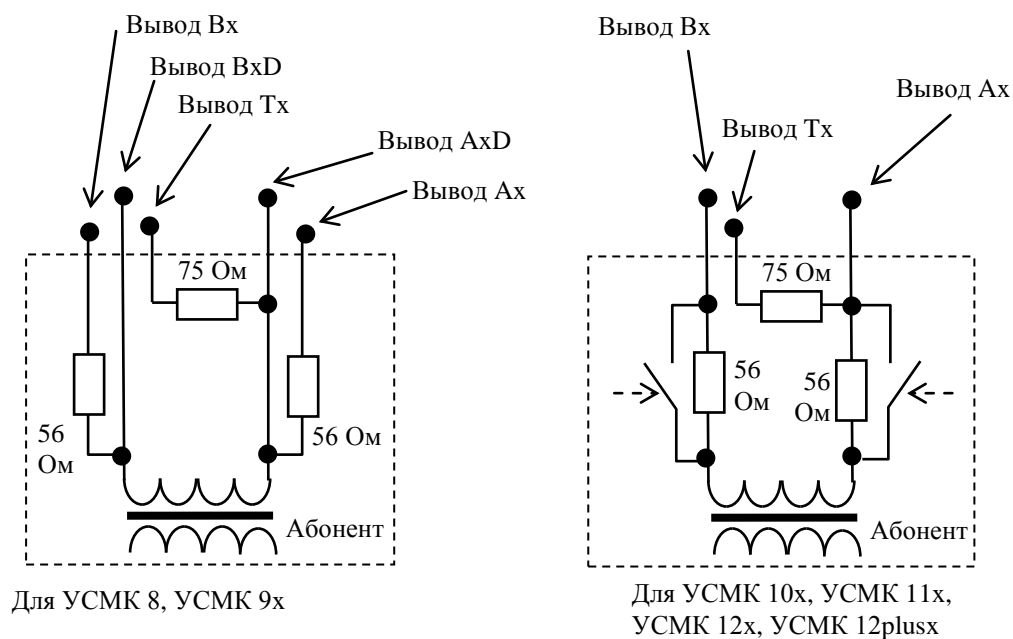 Вывод Bx
Вывод BxD
Вывод Tx
Вывод AxD
Вывод Ax
75 Ом
56
Ом
56 Ом
Абонент
Для УСМК 8, УСМК 9x
Вывод Bx
Вывод Ax
Вывод Tx
75 Ом
56
Ом
56
Ом
Абонент
Для УСМК 10x, УСМК 11x,
УСМК 12x, УСМК 12plusx